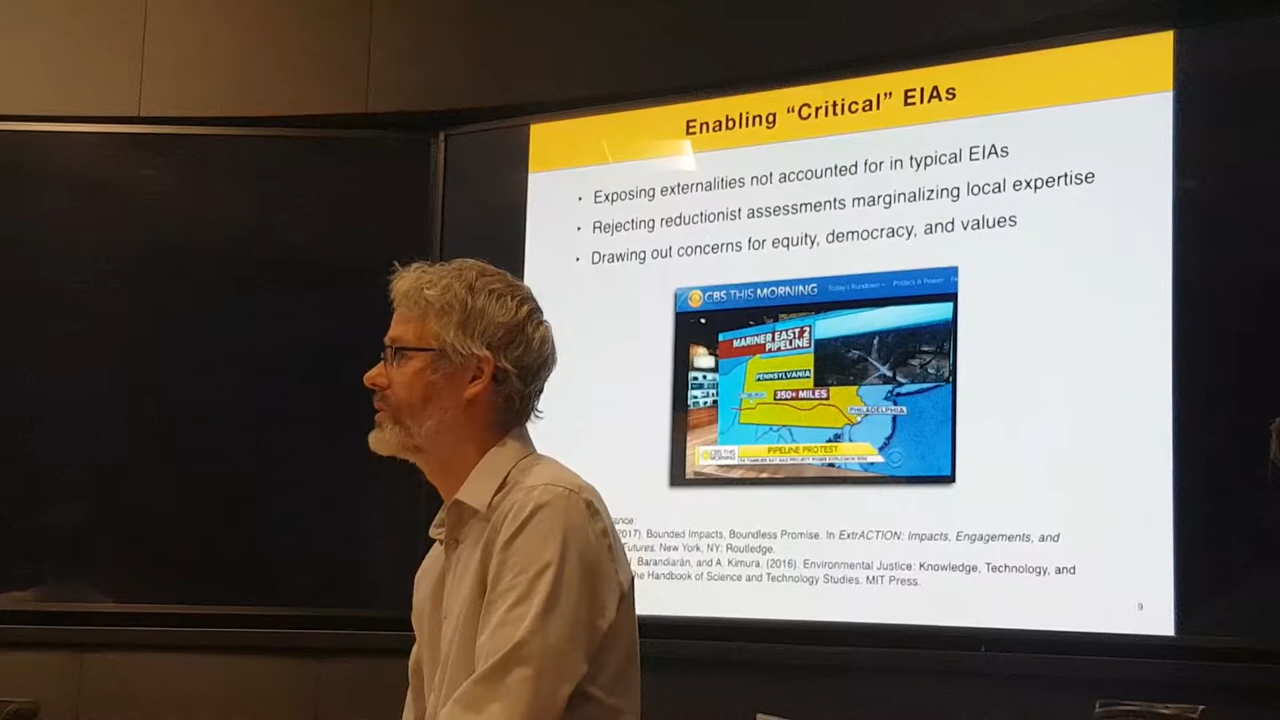 Enabling “Critical” EIAs
• Exposing externalities not accounted for in typical EIAs
• Rejecting reductionist assessments marginalizing local expertise
• Drawing out concerns for equity, democracy, and values
CBS THIS MORNING Today's Rundown Politics & Power
MARINER EAST 2
PIPELINE
PENNSYLVANIA
350+ MILES
PHILADELPHIA
PIPELINE PROTEST
CBS THIS MORNING
2017). Bounded Impacts, Boundless Promise. In ExtrACTION: Impacts, Engagements, and
Futures. New York, NY: Routledge.
Barandiarán, and A. Kimura. (2016). Environmental Justice: Knowledge, Technology, and
Handbook of Science and Technology Studies. MIT Press.
9